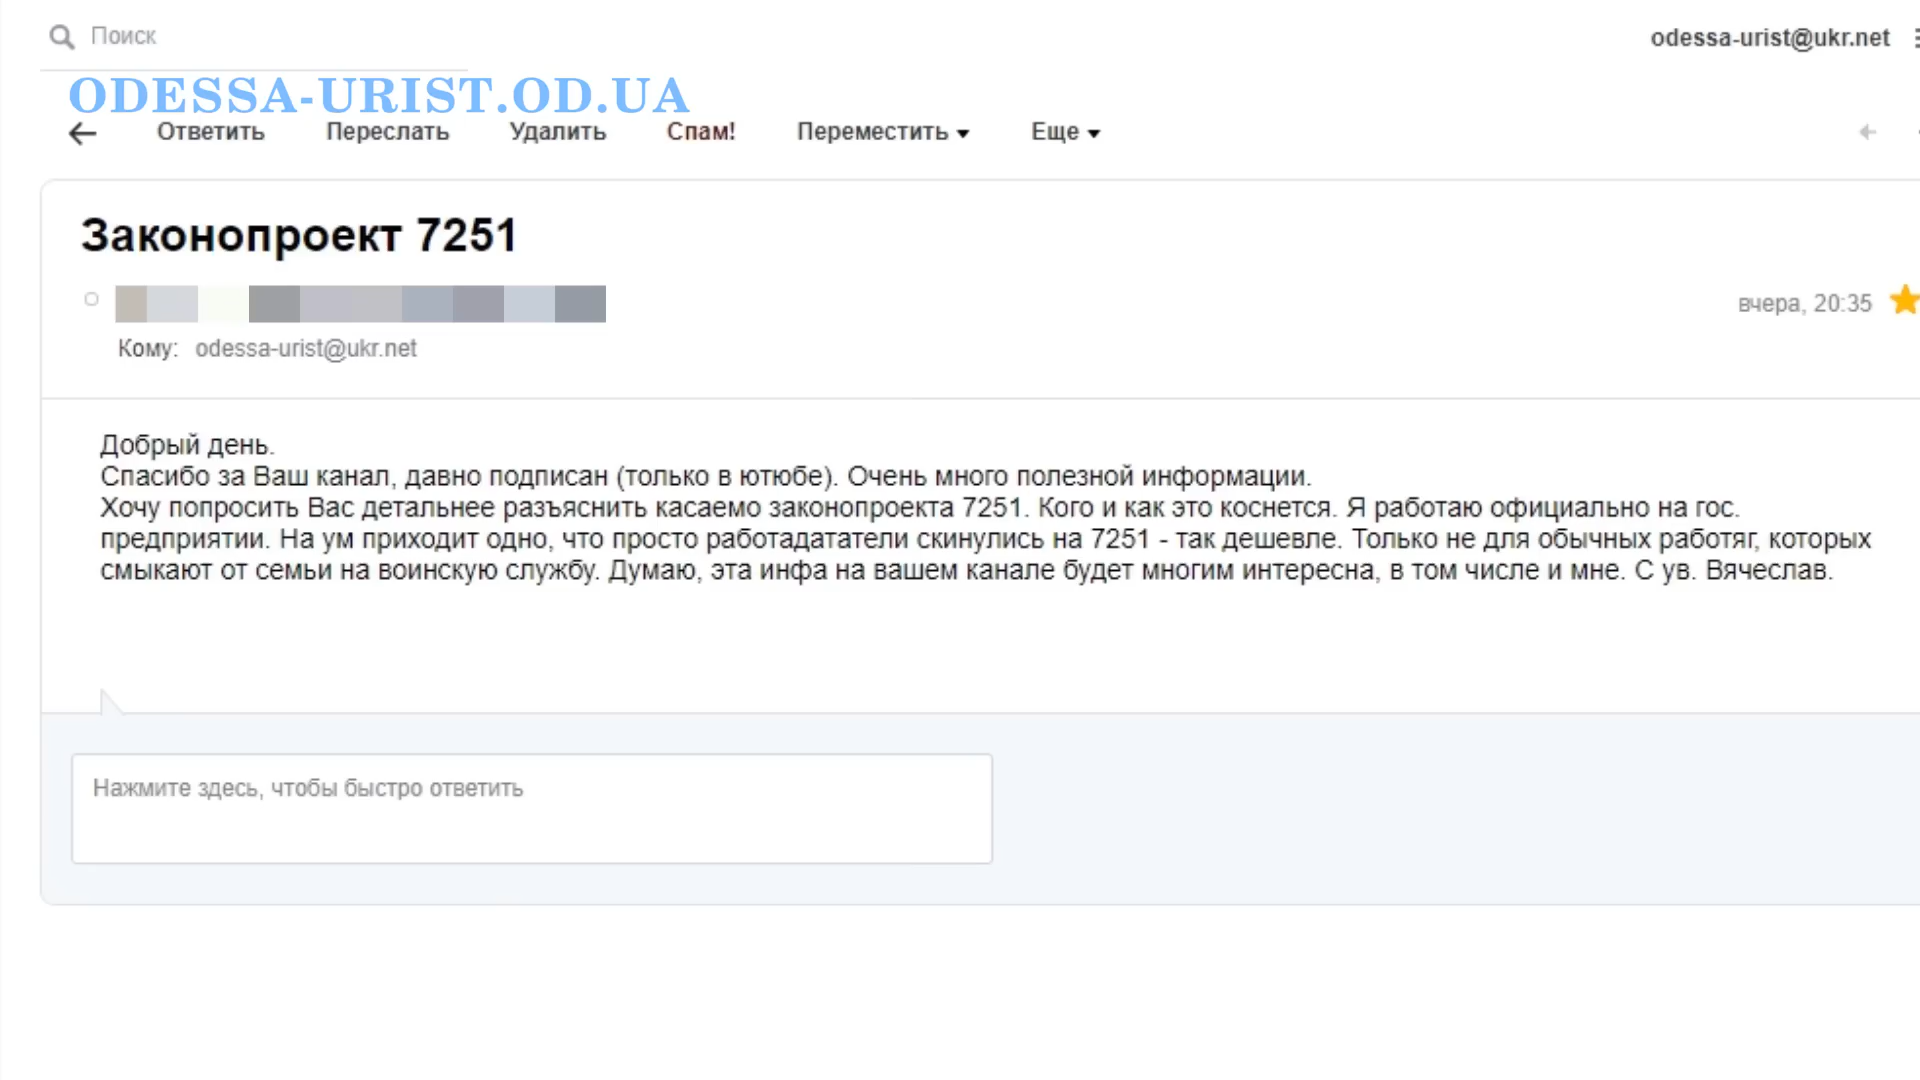 Поиск
odessa-urist@ukr.net
ODESSA-URIST.OD.UA
Ответить Переслать Удалить Спам! Переместить Еще
Законопроект 7251
вчера, 20:35
Кому: odessa-urist@ukr.net
Добрый день.
Спасибо за Ваш канал, давно подписан (только в ютюбе). Очень много полезной информации.
Хочу попросить Вас детальнее разъяснить касаемо законопроекта 7251. Кого и как это коснется. Я работаю официально на гос.
предприятии. На ум приходит одно, что просто работадататели скинулись на 7251 - так дешевле. Только не для обычных работяг, которых
смыкают от семьи на воинскую службу. Думаю, эта инфа на вашем канале будет многим интересна, в том числе и мне. С ув. Вячеслав.
Нажмите здесь, чтобы быстро ответить